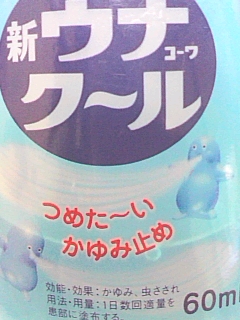 新ウナ
コーワ
クール
つめた〜い
かゆみ止め
効能・効果：かゆみ、虫さされ
用法・用量：1日数回適量を
患部に塗布する。
60ml